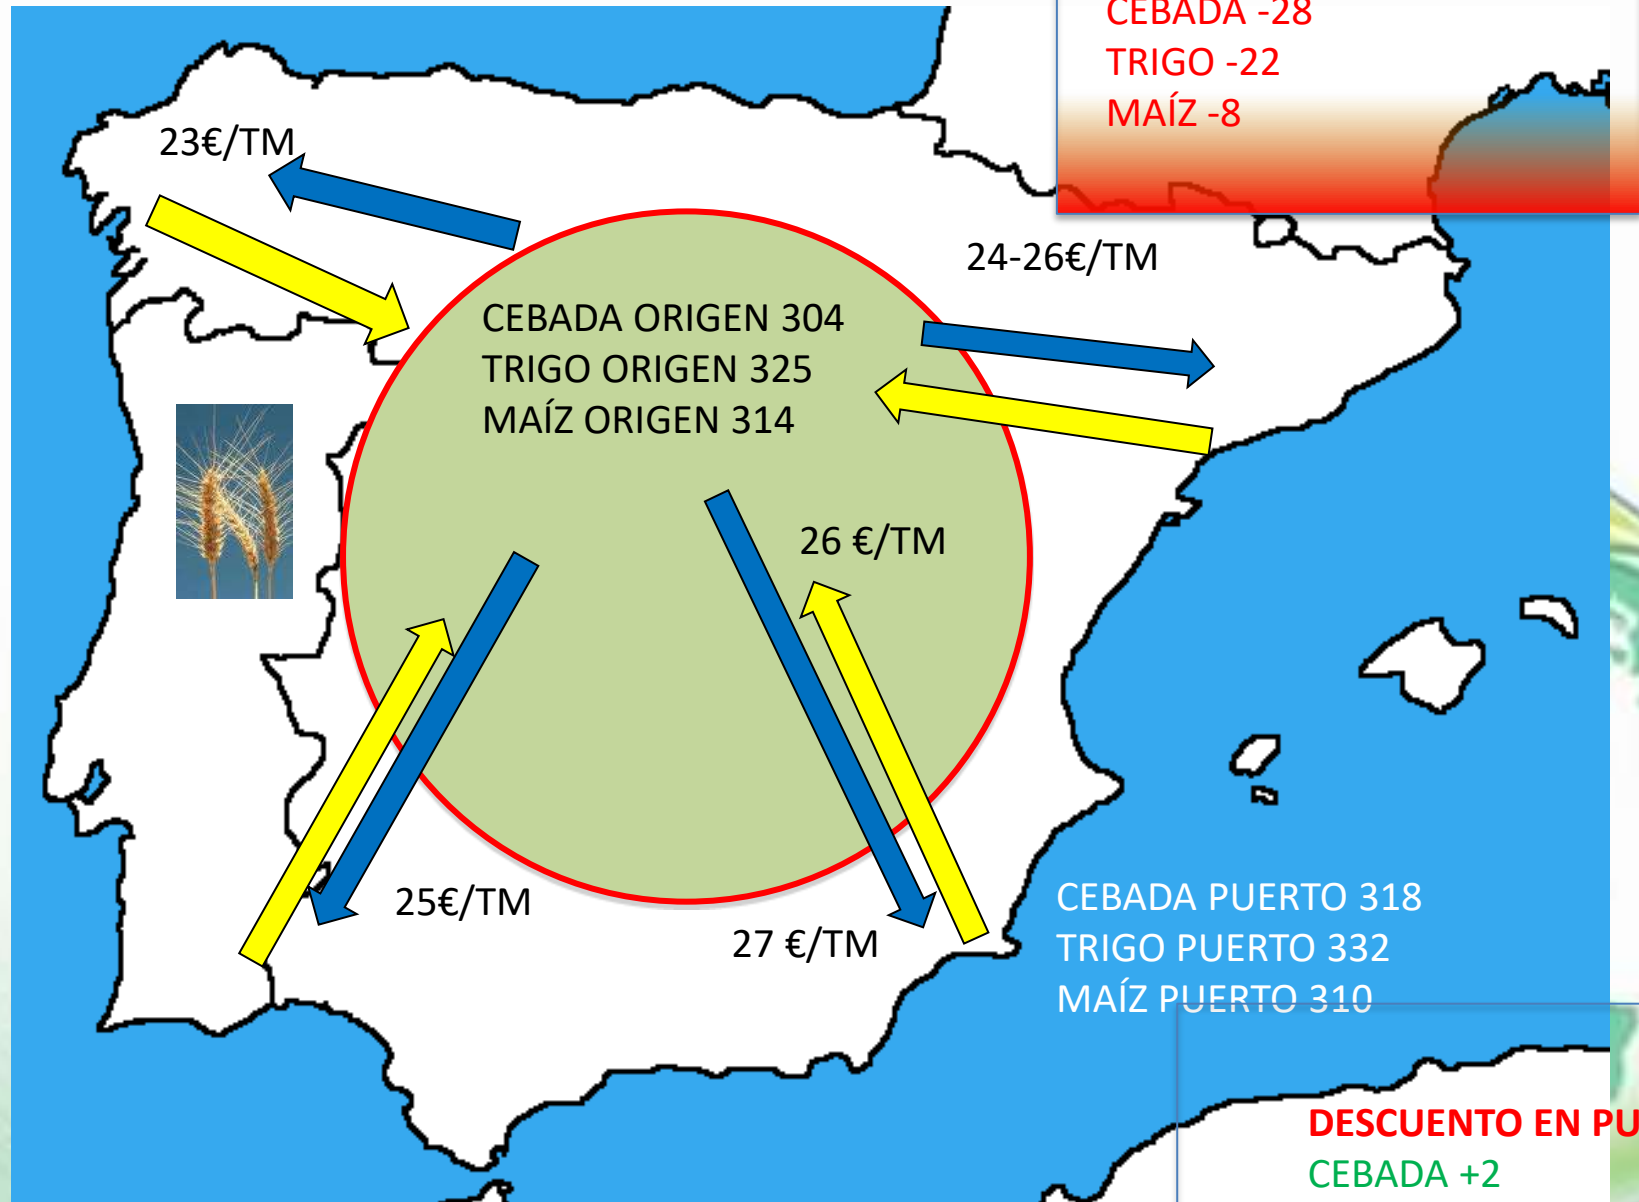 CEBADA -28
TRIGO -22
MAÍZ -8
23€/TM
24-26€/TM
CEBADA ORIGEN 304
TRIGO ORIGEN 325
MAÍZ ORIGEN 314
26 €/TM
25€/TM
27 €/TM
CEBADA PUERTO 318
TRIGO PUERTO 332
MAÍZ PUERTO 310
DESCUENTO EN PU
CEBADA +2